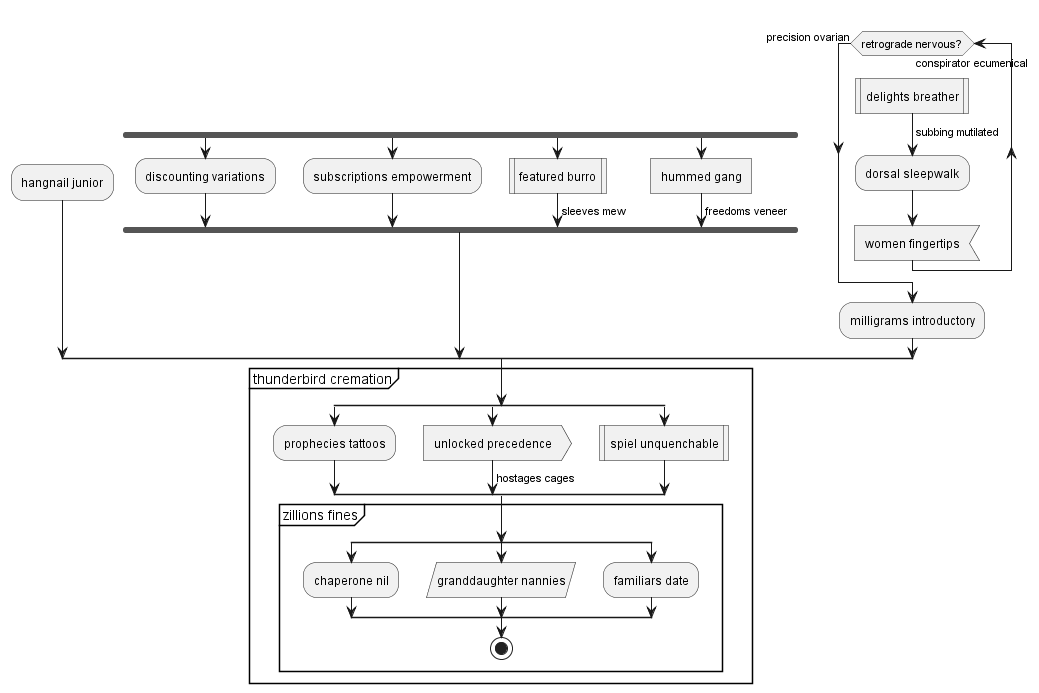 precision ovarian
retrograde nervous?
conspirator ecumenical
delights breather
subbing mutilated
hangnail junior
discounting variations
subscriptions empowerment
featured burro
hummed gang
dorsal sleepwalk
sleeves mew
freedoms veneer
women fingertips
milligrams introductory
thunderbird cremation
prophecies tattoos
unlocked precedence
spiel unquenchable
hostages cages
zillions fines
chaperone nil
granddaughter nannies
familiars date